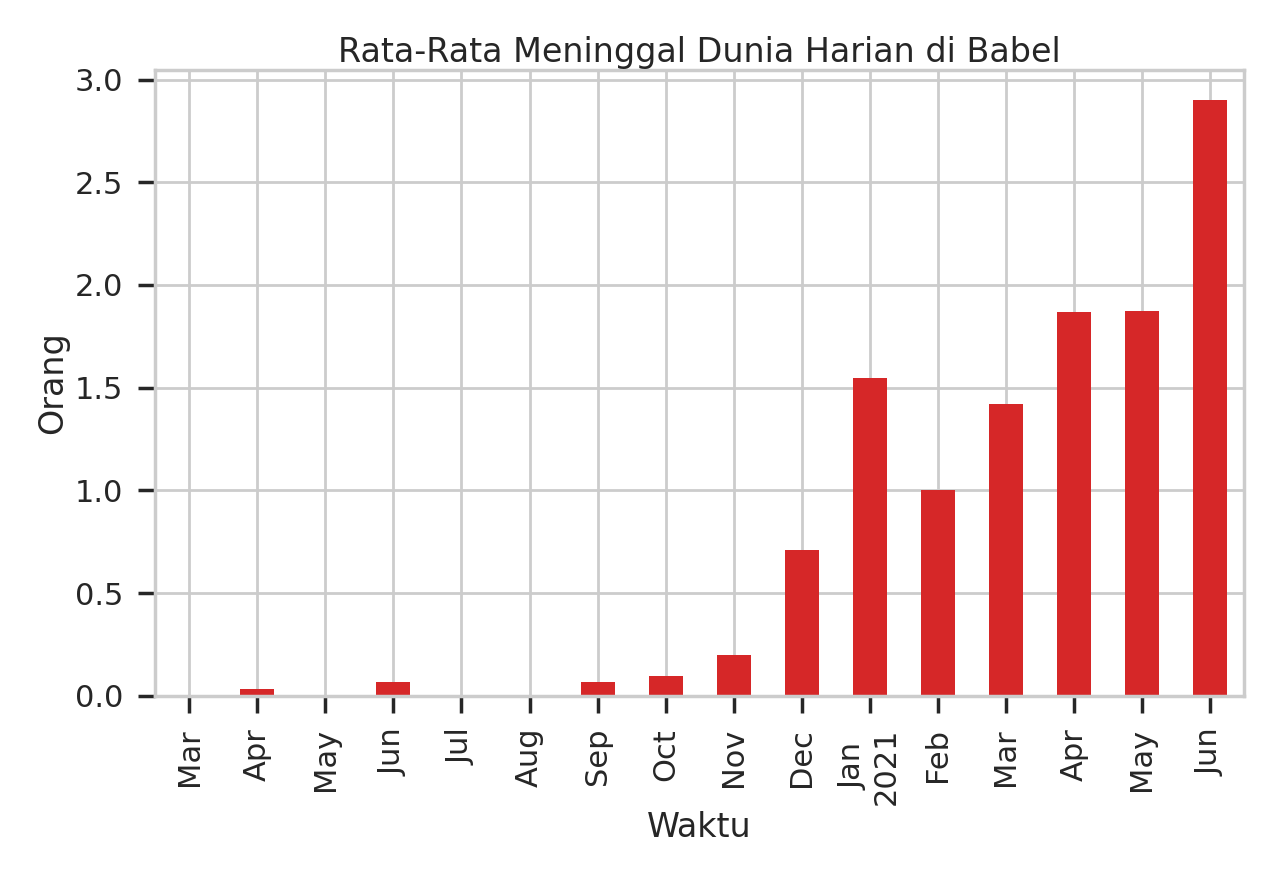 Rata-Rata Meninggal Dunia Harian di Babel
3.0
2.5
2.0
1.5
1.0
0.5
0.0
Orang
Mar
Apr
May
Jun
Jul
Aug
Sep
Oct
Nov
Dec
Jan
2021
Feb
Mar
Apr
May
Jun
Waktu